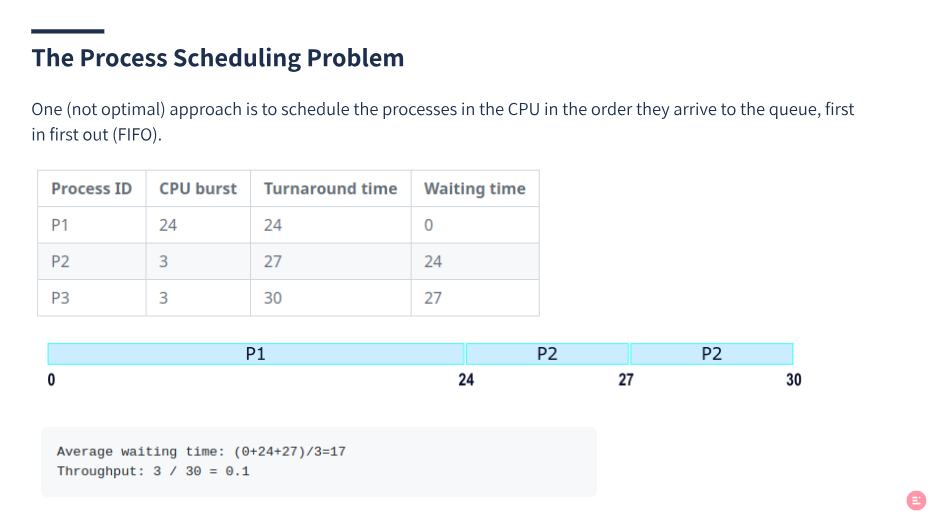 The Process Scheduling Problem
One (not optimal) approach is to schedule the processes in the CPU in the order they arrive to the queue, first
in first out (FIFO).
Process ID CPU burst Turnaround time Waiting time
P1 24 24 0
P2 3 27 24
P3 3 30 27
P1 P2 P2
0 24 27 30
Average waiting time: (0+24+27)/3=17
Throughput: 3 / 30 = 0.1